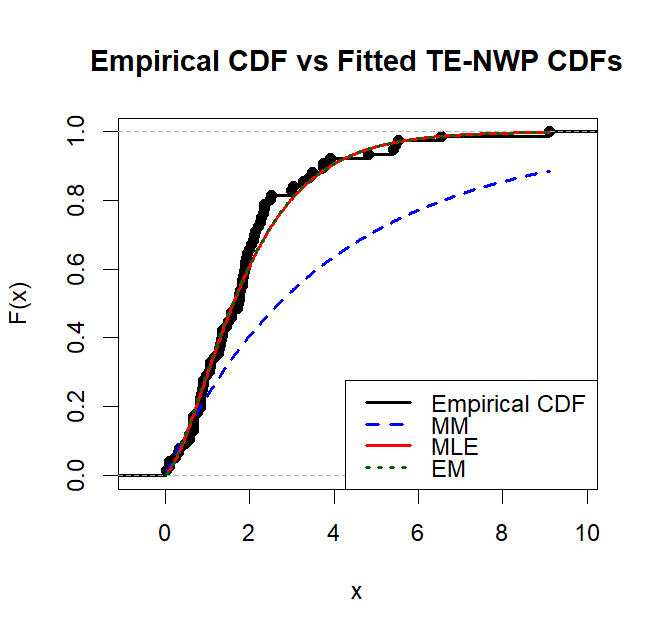 Empirical CDF vs Fitted TE-NWP CDFs
F(x)
1.0
0.8
0.6
0.4
0.2
0.0
Empirical CDF
MM
MLE
EM
0 2 4 6 8 10
x